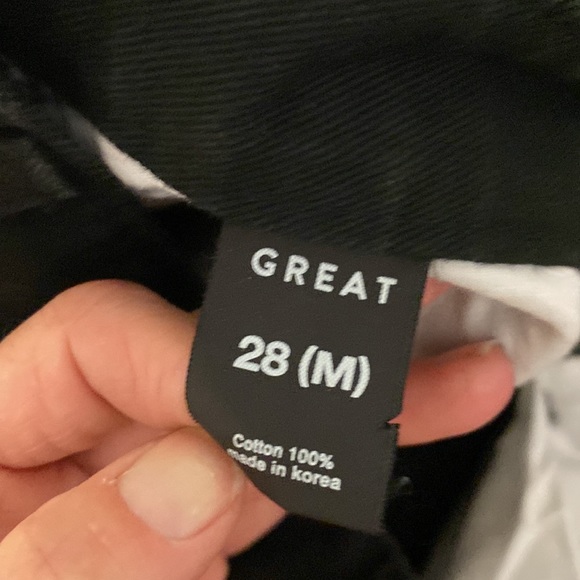 GREAT
28 (M)
Cotton 100%
made in korea